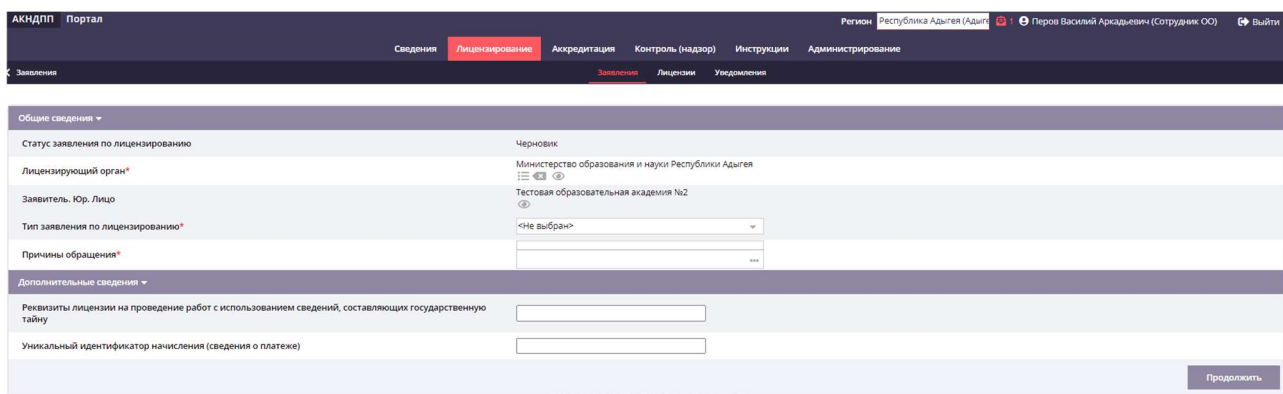 АКНДПП Портал Регион Республика Адыгея (Адыге 1 Перов Василий Аркадьевич (Сотрудник ОО) Выйти
Сведения Лицензирование Аккредитация Контроль (надзор) Инструкции Администрирование
Заявления Заявления Лицензии Уведомления
Общие сведения
Статус заявления по лицензированию Черновик
Лицензирующий орган* Министерство образования и науки Республики Адыгея
Заявитель. Юр. Лицо Тестовая образовательная академия №2
Тип заявления по лицензированию* <Не выбран>
Причины обращения*
Дополнительные сведения
Реквизиты лицензии на проведение работ с использованием сведений, составляющих государственную
тайну
Уникальный идентификатор начисления (сведения о платеже)
Продолжить